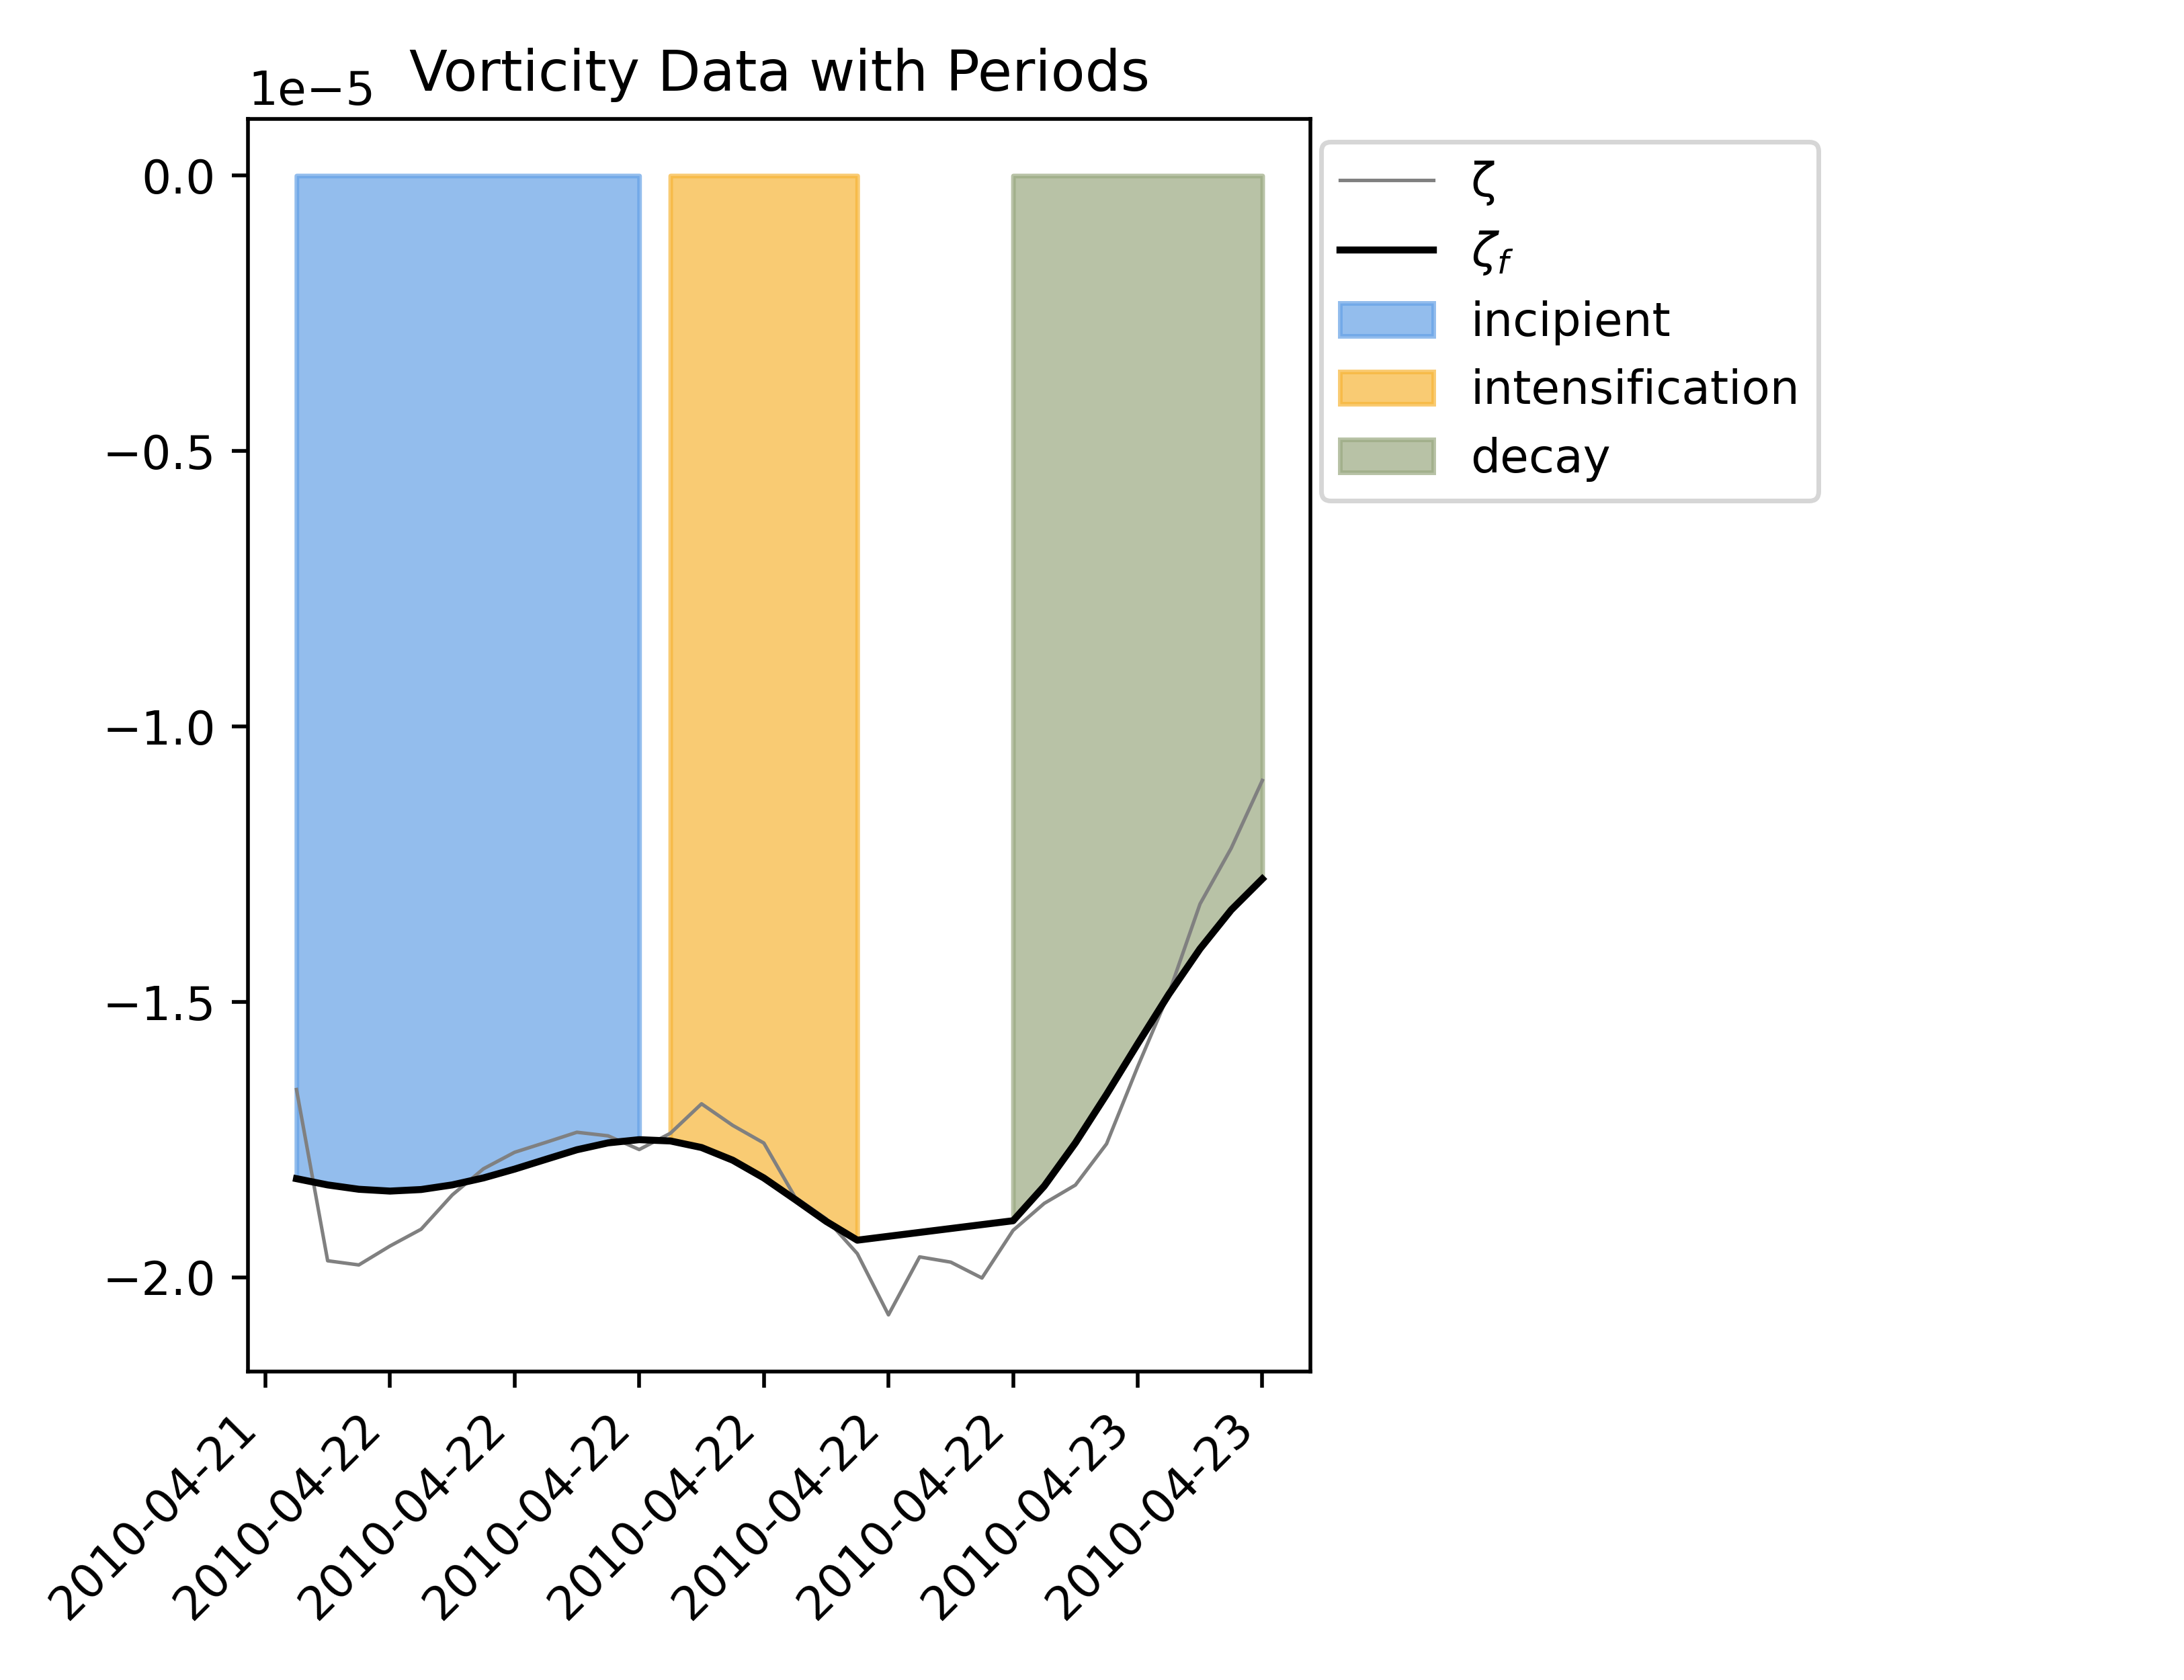 Vorticity Data with Periods
1e−5
0.0
−0.5
−1.0
−1.5
−2.0
2010-04-21
2010-04-22
2010-04-22
2010-04-22
2010-04-22
2010-04-22
2010-04-22
2010-04-23
2010-04-23
ζ
ζf
incipient
intensification
decay